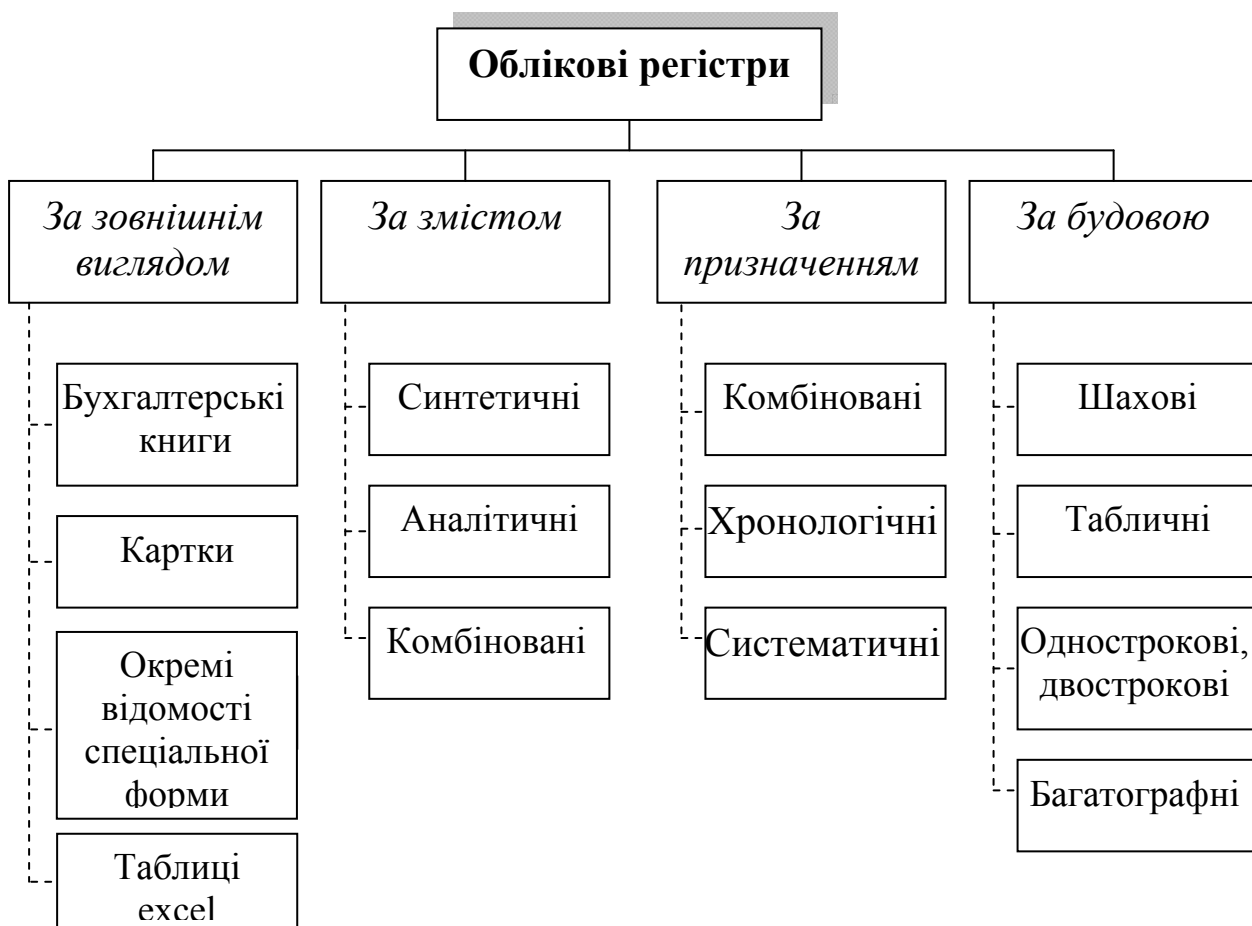 Облікові регістри
За зовнішнім
виглядом
Бухгалтерські
книги
Картки
Окремі
відомості
спеціальної
форми
Таблиці
excel
За змістом
Синтетичні
Аналітичні
Комбіновані
За
призначенням
Комбіновані
Хронологічні
Систематичні
За будовою
Шахові
Табличні
Однострокові,
двострокові
Багатографні